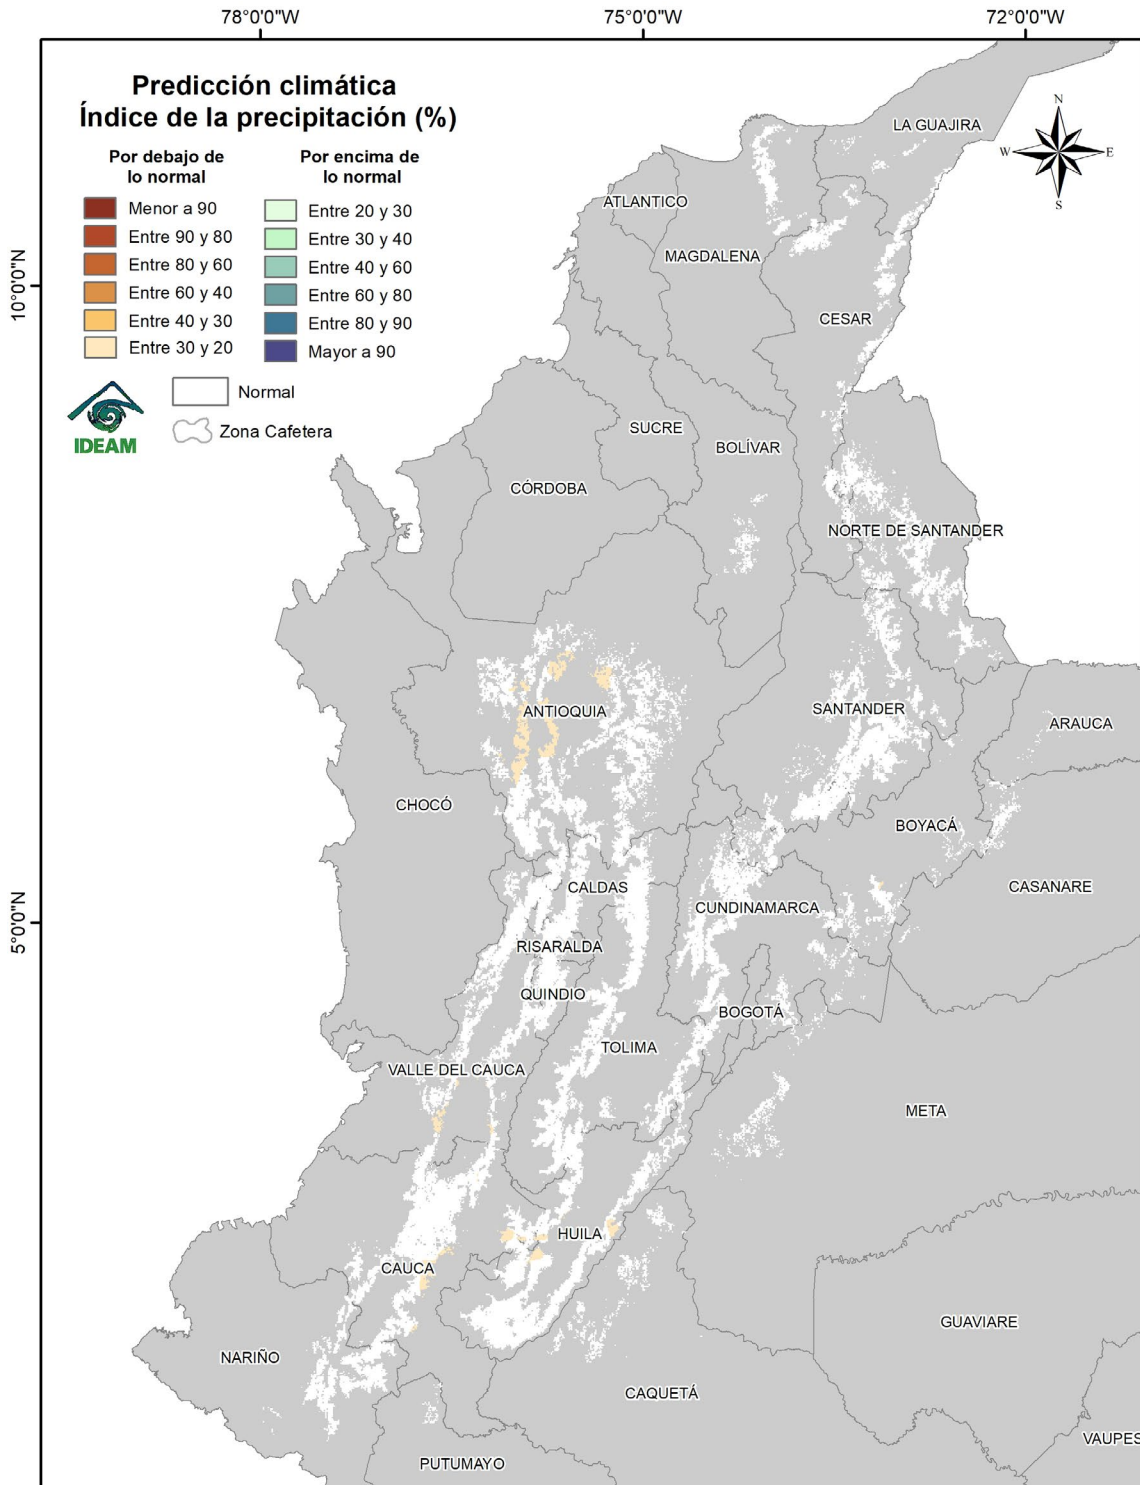 78°0'0"W
75°0'0"W
72°0'0"W
Predicción climática
Índice de la precipitación (%)
Por debajo de
lo normal
Por encima de
lo normal
Menor a 90
Entre 90 y 80
Entre 80 y 60
Entre 60 y 40
Entre 40 y 30
Entre 30 y 20
Entre 20 y 30
Entre 30 y 40
Entre 40 y 60
Entre 60 y 80
Entre 80 y 90
Mayor a 90
IDEAM
Normal
Zona Cafetera
N
W
E
S
10°0'0"N
5°0'0"N
LA GUAJIRA
ATLANTICO
MAGDALENA
CESAR
SUCRE
BOLÍVAR
CÓRDOBA
NORTE DE SANTANDER
ANTIOQUIA
SANTANDER
ARAUCA
CHOCÓ
BOYACÁ
CALDAS
CASANARE
CUNDINAMARCA
RISARALDA
QUINDIO
BOGOTÁ
TOLIMA
VALLE DEL CAUCA
META
HUILA
CAUCA
GUAVIARE
NARIÑO
CAQUETÁ
VAUPES
PUTUMAYO